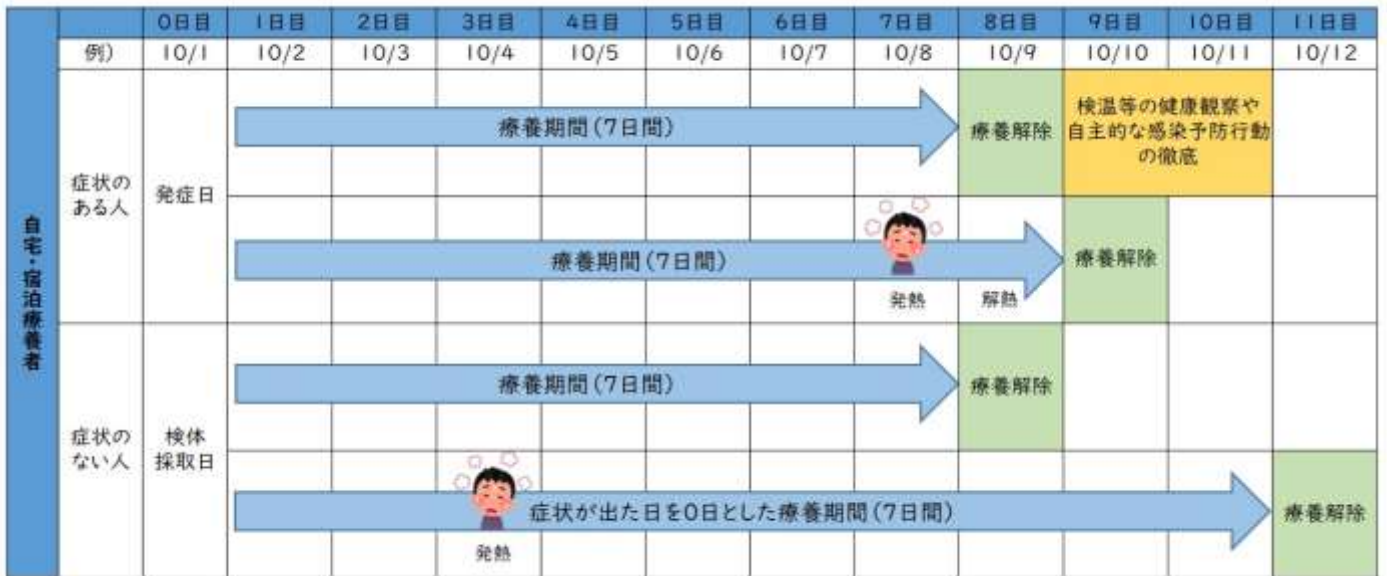 0日目 1日目 2日目 3日目 4日目 5日目 6日目 7日目 8日目 9日目 10日目 11日目
例) 10/1 10/2 10/3 10/4 10/5 10/6 10/7 10/8 10/9 10/10 10/11 10/12
自宅・宿泊療養者
症状の
ある人
発症日
療養期間(7日間)
療養解除
検温等の健康観察や
自主的な感染予防行動
の徹底
療養期間(7日間)
発熱
解熱
療養解除
症状の
ない人
検体
採取日
療養期間(7日間)
療養解除
症状が出た日を0日とした療養期間(7日間)
発熱
療養解除